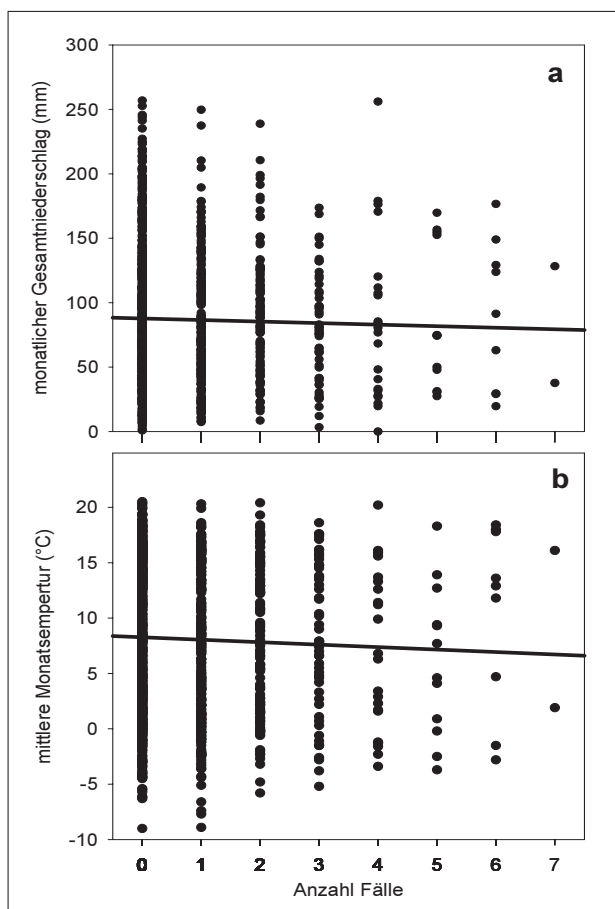 a
monatlicher Gesamtniederschlag (mm)
300
250
200
150
100
50
0
b
mittlere Monatsempertur (°C)
20
15
10
5
0
-5
-10
0 1 2 3 4 5 6 7
Anzahl Fälle